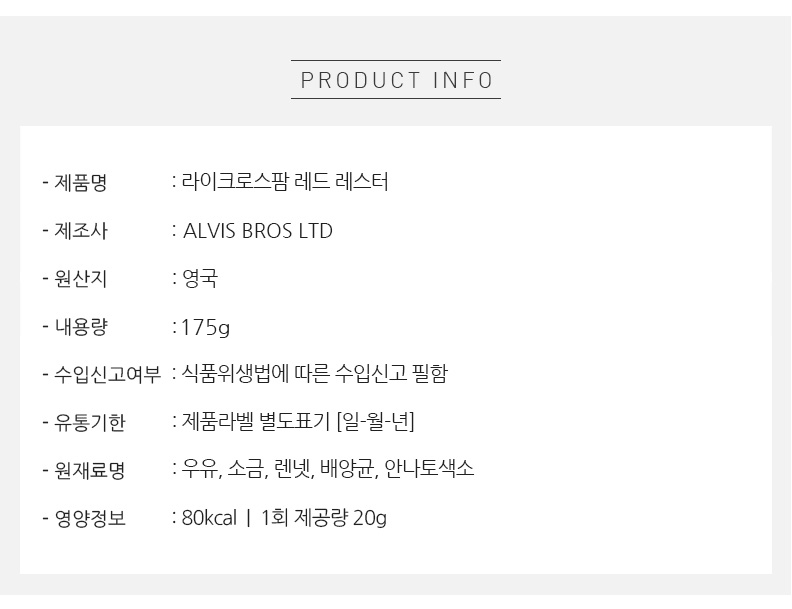 PRODUCT INFO
- 제품명 : 라이크로스팜 레드 레스터
- 제조사 : ALVIS BROS LTD
- 원산지 : 영국
- 내용량 : 175g
- 수입신고여부 : 식품위생법에 따른 수입신고 필함
- 유통기한 : 제품라벨 별도표기 [일-월-년]
- 원재료명 : 우유, 소금, 렌넷, 배양균, 안나토색소
- 영양정보 : 80kcal | 1회 제공량 20g